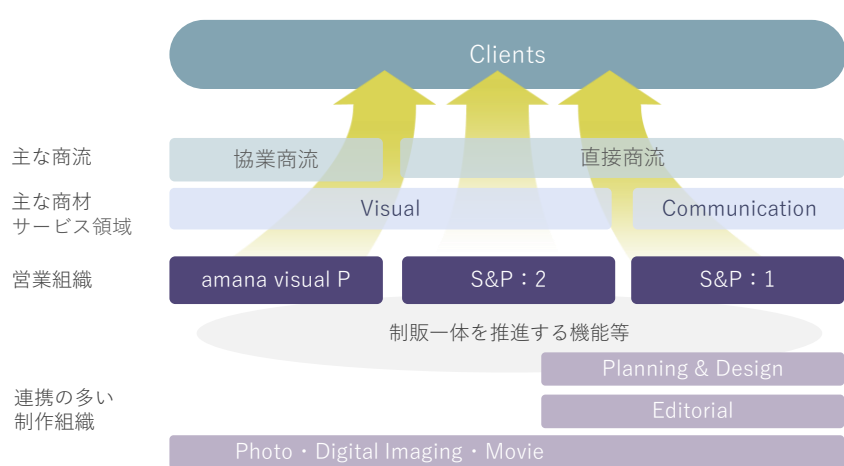 Clients
主な商流
協業商流
直接商流
主な商材
サービス領域
Visual
Communication
営業組織
amana visual P
S&P：2
S&P：1
制販一体を推進する機能等
Planning & Design
連携の多い
制作組織
Editorial
Photo・Digital Imaging・Movie